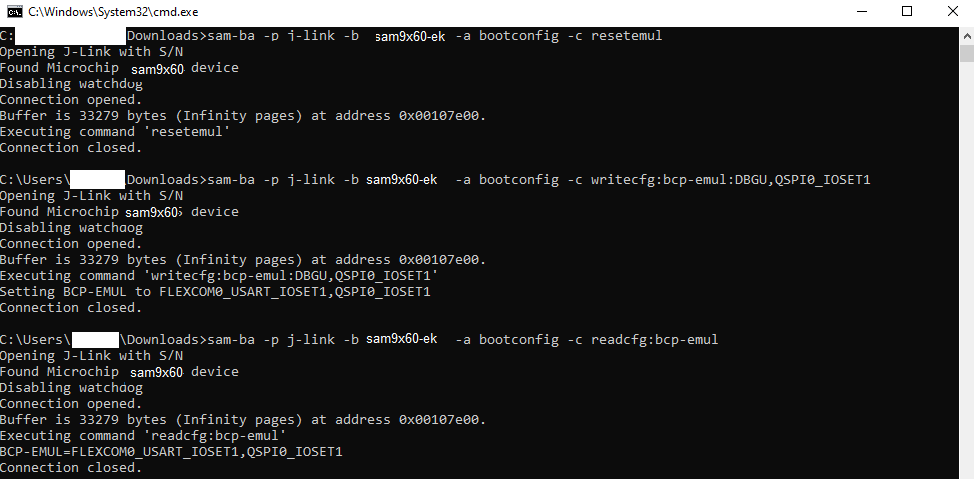 C:\Windows\System32\cmd.exe
C: Downloads>sam-ba -p j-link -b sam9x60-ek -a bootconfig -c resetemul
Opening J-Link with S/N
Found Microchip sam9x60 device
Disabling watchdog
Connection opened.
Buffer is 33279 bytes (Infinity pages) at address 0x00107e00.
Executing command 'resetemul'
Connection closed.
C:\Users\ Downloads>sam-ba -p j-link -b sam9x60-ek -a bootconfig -c writecfg:bcp-emul:DBGU,QSPI0_IOSET1
Opening J-Link with S/N
Found Microchip sam9x60 device
Disabling watchdog
Connection opened.
Buffer is 33279 bytes (Infinity pages) at address 0x00107e00.
Executing command 'writecfg:bcp-emul:DBGU,QSPI0_IOSET1'
Setting BCP-EMUL to FLEXCOM0_USART_IOSET1,QSPI0_IOSET1
Connection closed.
C:\Users\ \Downloads>sam-ba -p j-link -b sam9x60-ek -a bootconfig -c readcfg:bcp-emul
Opening J-Link with S/N
Found Microchip sam9x60 device
Disabling watchdog
Connection opened.
Buffer is 33279 bytes (Infinity pages) at address 0x00107e00.
Executing command 'readcfg:bcp-emul'
BCP-EMUL=FLEXCOM0_USART_IOSET1,QSPI0_IOSET1
Connection closed.